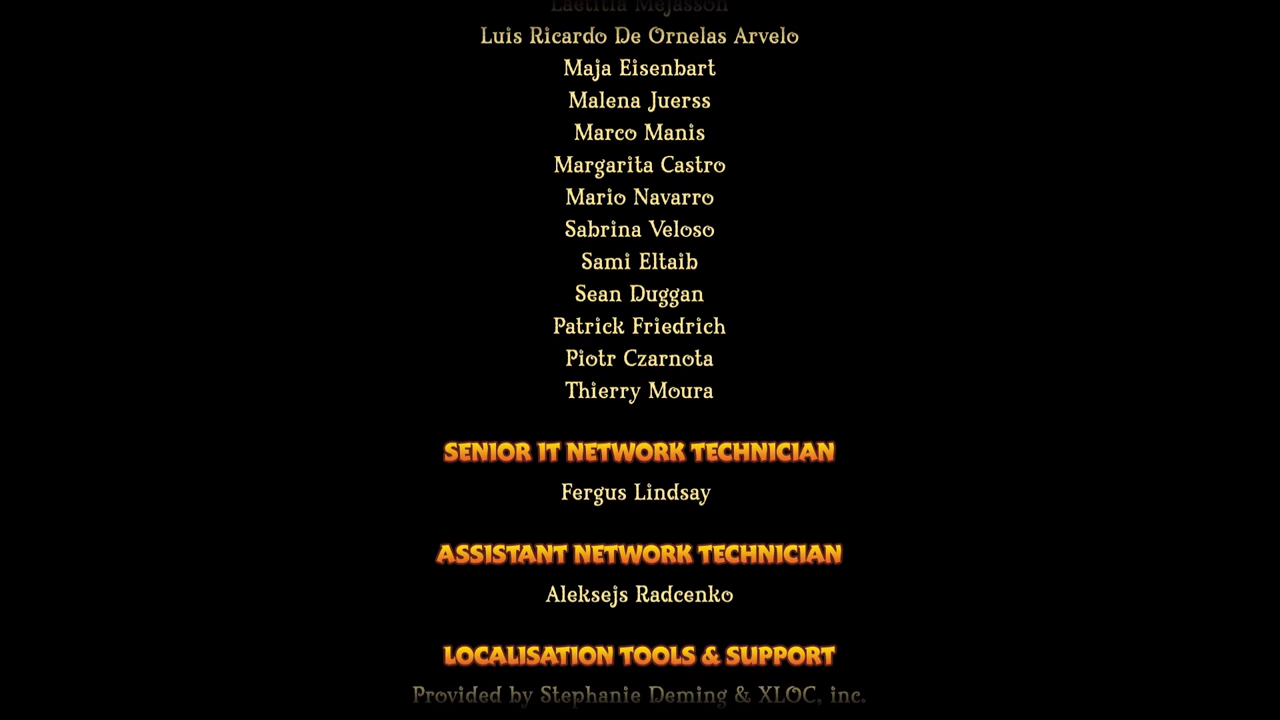 Laetitia Mejasson
Luis Ricardo De Ornelas Arvelo
Maja Eisenbart
Malena Juerss
Marco Manis
Margarita Castro
Mario Navarro
Sabrina Veloso
Sami Eltaib
Sean Duggan
Patrick Friedrich
Piotr Czarnota
Thierry Moura
SENIOR IT NETWORK TECHNICIAN
Fergus Lindsay
ASSISTANT NETWORK TECHNICIAN
Aleksejs Radcenko
LOCALISATION TOOLS & SUPPORT
Provided by Stephanie Deming & XLOC, inc.